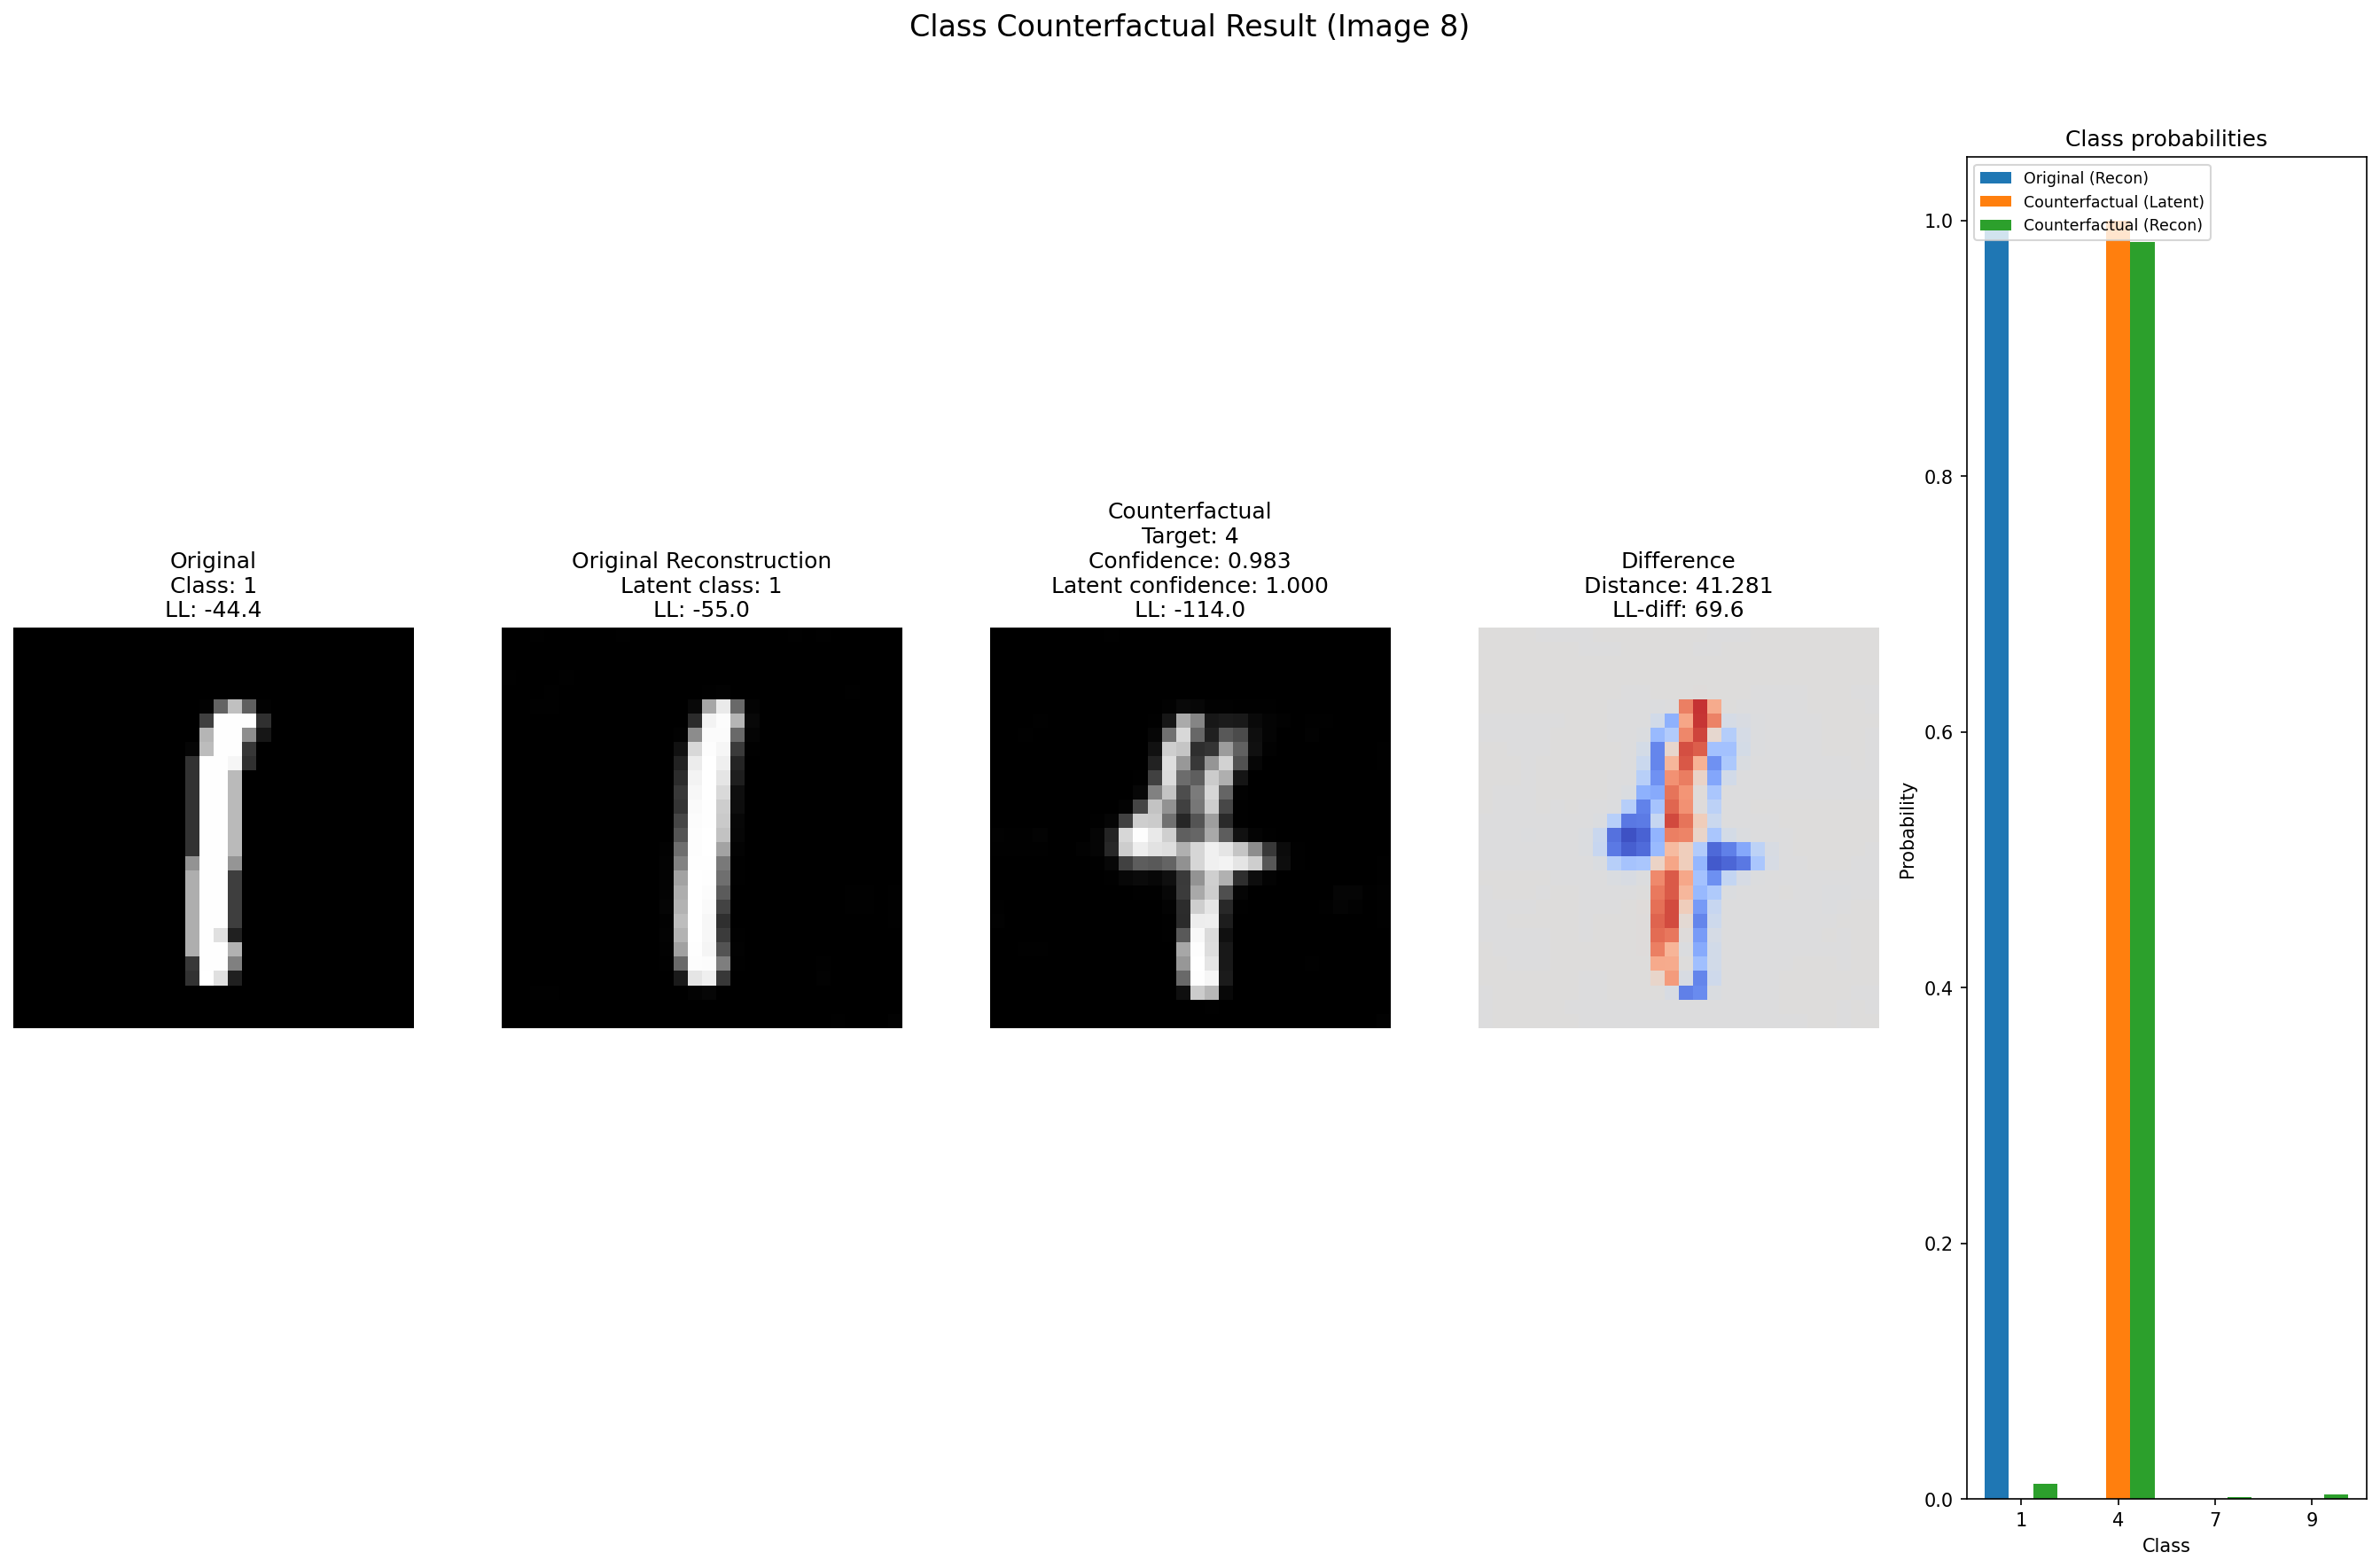 Class Counterfactual Result (Image 8)
Original
Class: 1
LL: -44.4
Original Reconstruction
Latent class: 1
LL: -55.0
Counterfactual
Target: 4
Confidence: 0.983
Latent confidence: 1.000
LL: -114.0
Difference
Distance: 41.281
LL-diff: 69.6
Class probabilities
Original (Recon)
Counterfactual (Latent)
Counterfactual (Recon)
Probability
1.0
0.8
0.6
0.4
0.2
0.0
1 4 7 9
Class